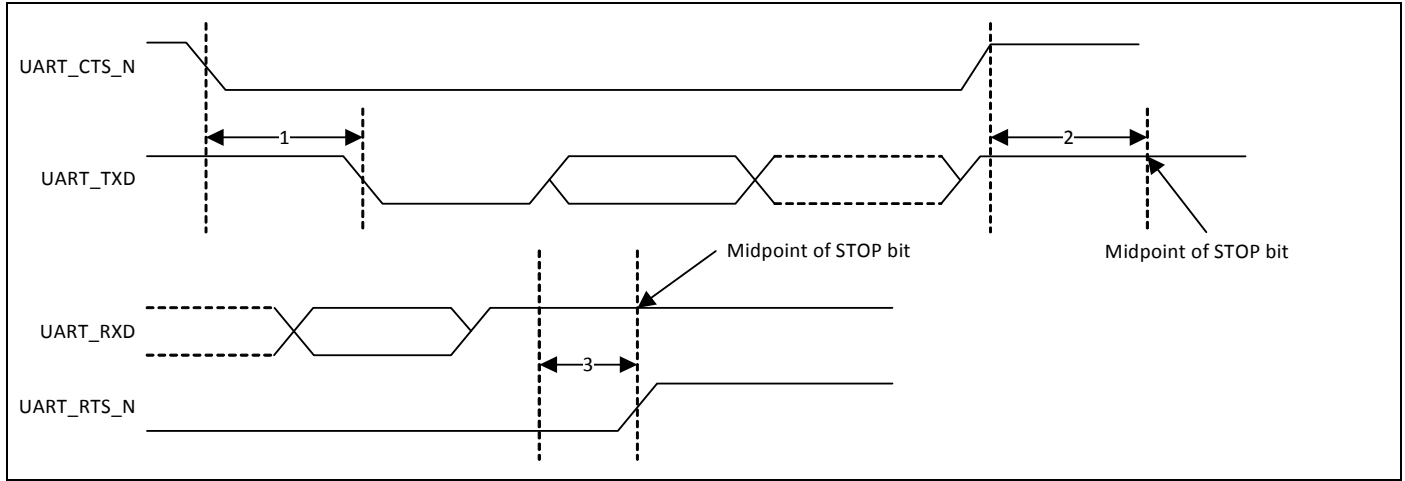 UART_CTS_N
1
2
UART_TXD
Midpoint of STOP bit
Midpoint of STOP bit
UART_RXD
3
UART_RTS_N